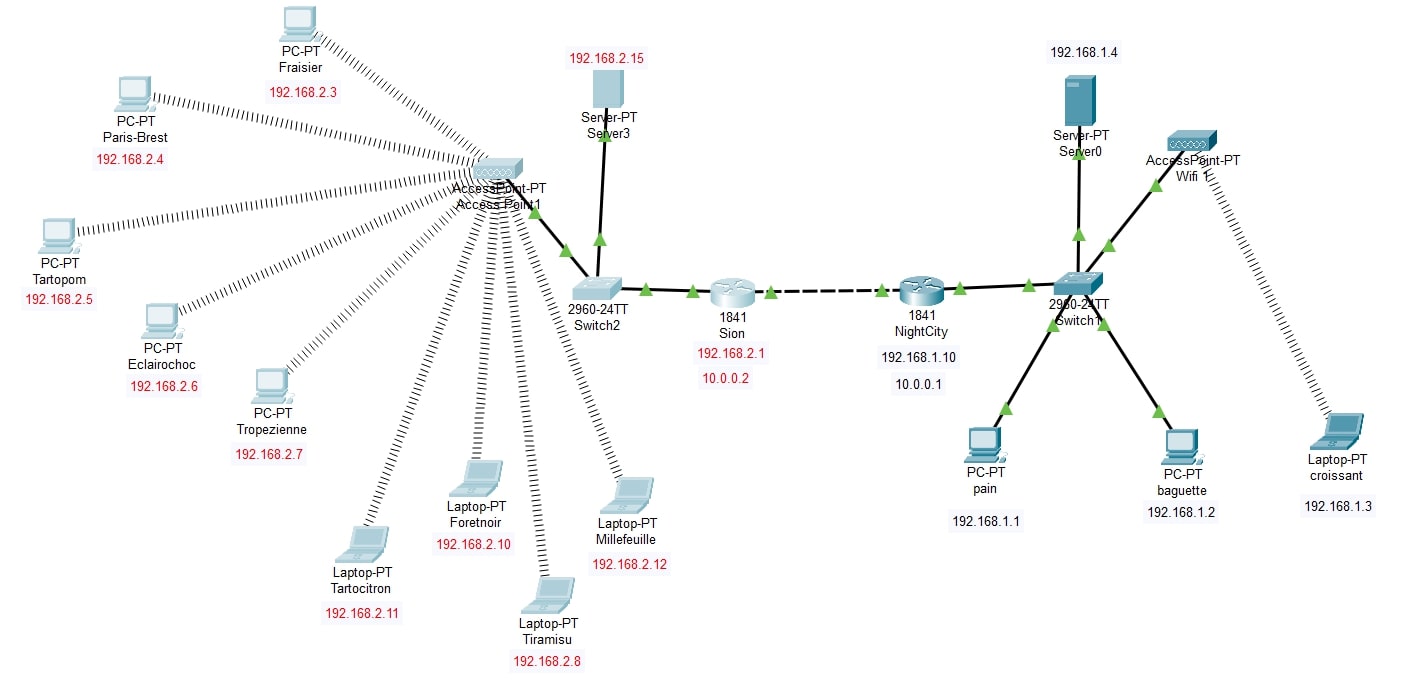 PC-PT
Fraisier
192.168.2.3
PC-PT
Paris-Brest
192.168.2.4
PC-PT
Tartopom
192.168.2.5
PC-PT
Eclairochoc
192.168.2.6
PC-PT
Tropezienne
192.168.2.7
AccessPoint-PT
Access Point1
192.168.2.15
Server-PT
Server3
2960-24TT
Switch2
1841
Sion
192.168.2.1
10.0.0.2
Laptop-PT
Tartocitron
192.168.2.11
Laptop-PT
Foretnoir
192.168.2.10
Laptop-PT
Tiramisu
192.168.2.8
Laptop-PT
Millefeuille
192.168.2.12
1841
NightCity
192.168.1.10
10.0.0.1
192.168.1.4
Server-PT
Server0
AccessPoint-PT
Wifi 1
2960-24TT
Switch1
PC-PT
pain
192.168.1.1
PC-PT
baguette
192.168.1.2
Laptop-PT
croissant
192.168.1.3